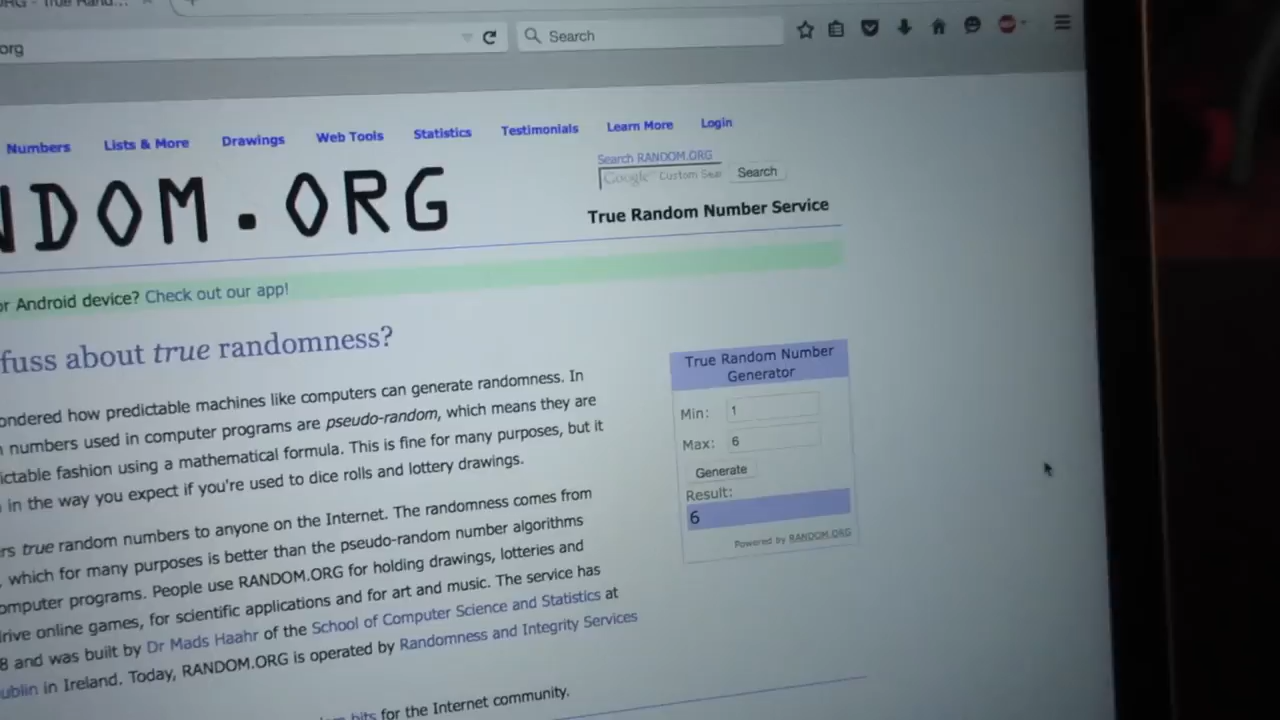 org
Search
Numbers Lists & More Drawings Web Tools Statistics Testimonials Learn More Login
Search RANDOM.ORG
Google Custom Search
NDOM.ORG
True Random Number Service
or Android device? Check out our app!
fuss about true randomness?
ondered how predictable machines like computers can generate randomness. In
numbers used in computer programs are pseudo-random, which means they are
ictable fashion using a mathematical formula. This is fine for many purposes, but it
in the way you expect if you're used to dice rolls and lottery drawings.
ers true random numbers to anyone on the Internet. The randomness comes from
, which for many purposes is better than the pseudo-random number algorithms
omputer programs. People use RANDOM.ORG for holding drawings, lotteries and
drive online games, for scientific applications and for art and music. The service has
8 and was built by Dr Mads Haahr of the School of Computer Science and Statistics at
ublin in Ireland. Today, RANDOM.ORG is operated by Randomness and Integrity Services
bits for the Internet community.
True Random Number
Generator
Min: 1
Max: 6
Generate
Result:
6
Powered by RANDOM.ORG